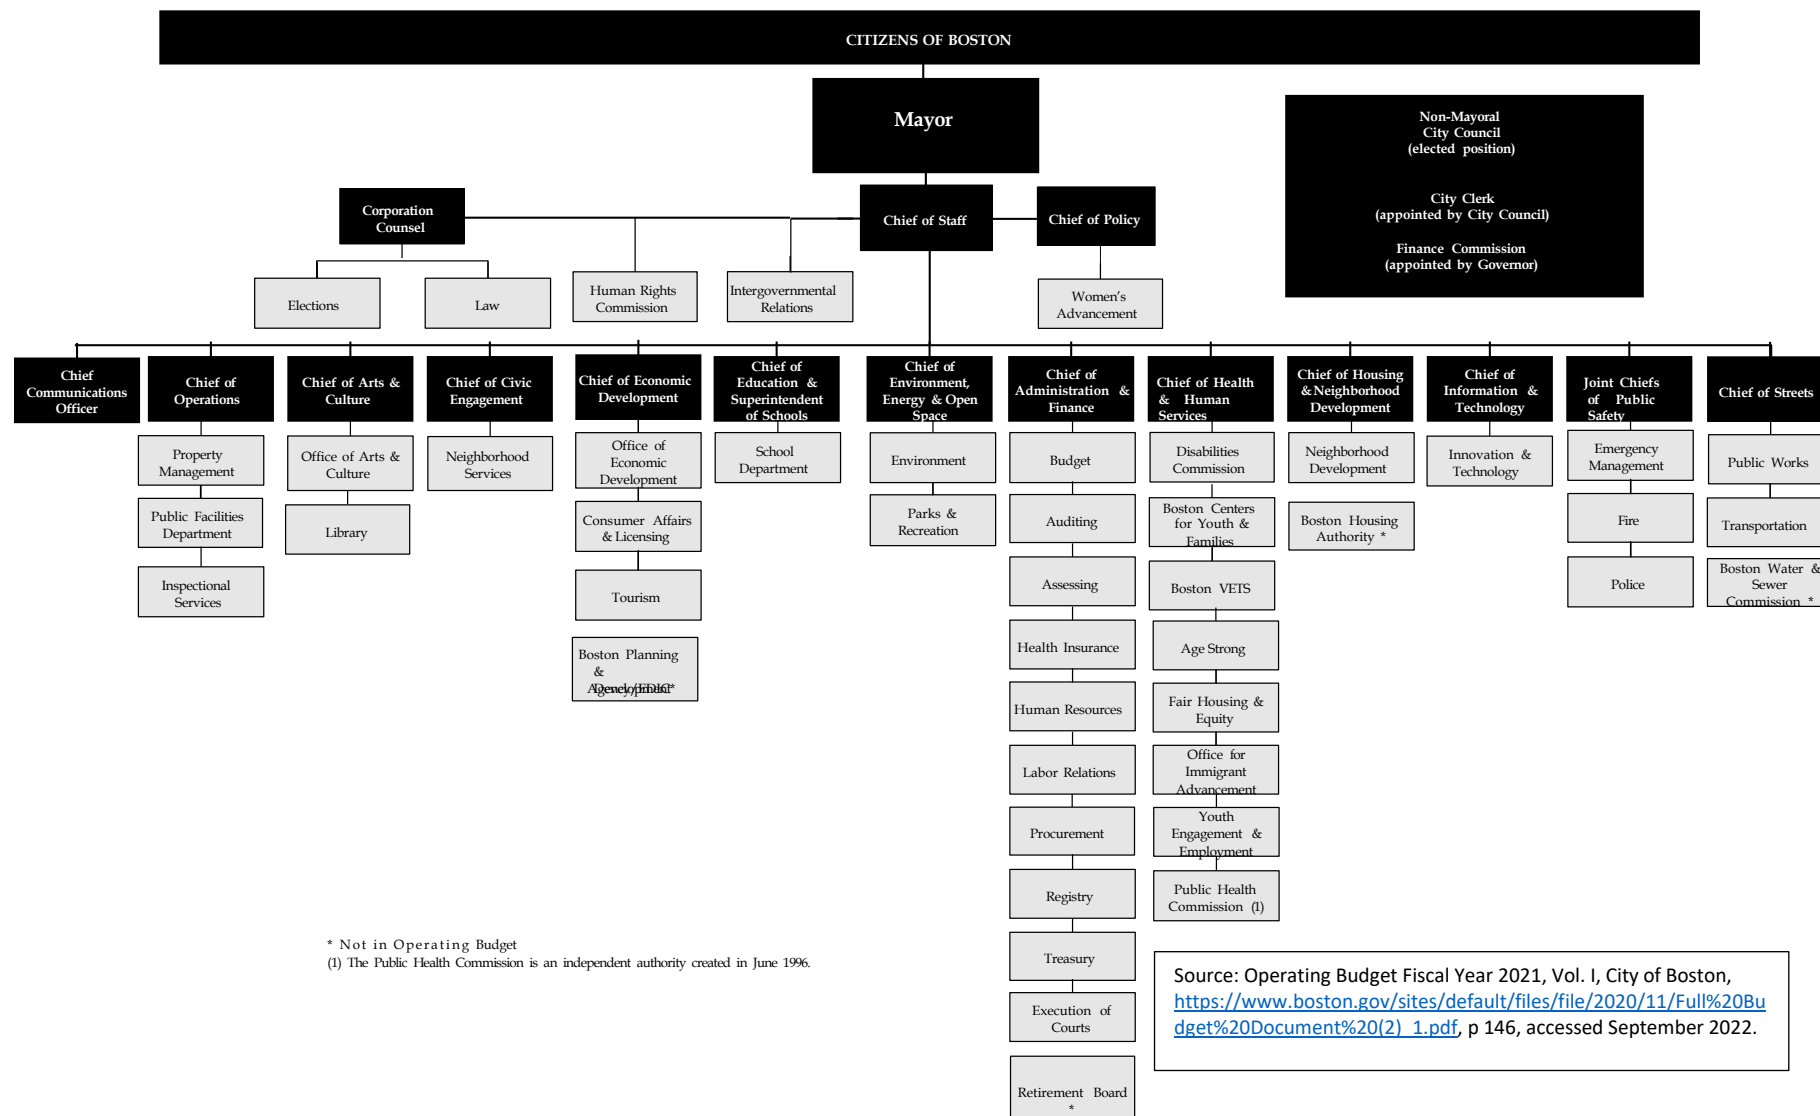 CITIZENS OF BOSTON
Mayor
Non-Mayoral
City Council
(elected position)
City Clerk
(appointed by City Council)
Finance Commission
(appointed by Governor)
Corporation
Counsel
Chief of Staff
Chief of Policy
Elections
Law
Human Rights
Commission
Intergovernmental
Relations
Women's
Advancement
Chief
Communications
Officer
Chief of
Operations
Chief of Arts &
Culture
Chief of Civic
Engagement
Chief of Economic
Development
Chief of
Education &
Superintendent
of Schools
Chief of
Environment,
Energy & Open
Space
Chief of
Administration &
Finance
Chief of Health
& Human
Services
Chief of Housing
& Neighborhood
Development
Chief of
Information &
Technology
Joint Chiefs
of Public
Safety
Chief of Streets
Property
Management
Public Facilities
Department
Inspectional
Services
Office of Arts &
Culture
Library
Neighborhood
Services
Office of
Economic
Development
Consumer Affairs
& Licensing
Tourism
Boston Planning
&
Development
Agency/EDIC*
School
Department
Environment
Parks &
Recreation
Budget
Auditing
Assessing
Health Insurance
Human Resources
Labor Relations
Procurement
Registry
Treasury
Execution of
Courts
Retirement Board
*
Disabilities
Commission
Boston Centers
for Youth &
Families
Boston VETS
Age Strong
Fair Housing &
Equity
Office for
Immigrant
Advancement
Youth
Engagement &
Employment
Public Health
Commission (1)
Neighborhood
Development
Boston Housing
Authority *
Innovation &
Technology
Emergency
Management
Fire
Police
Public Works
Transportation
Boston Water &
Sewer
Commission *
* Not in Operating Budget
(1) The Public Health Commission is an independent authority created in June 1996.
Source: Operating Budget Fiscal Year 2021, Vol. I, City of Boston,
https://www.boston.gov/sites/default/files/file/2020/11/Full%20Bu
dget%20Document%20(2)_1.pdf, p 146, accessed September 2022.